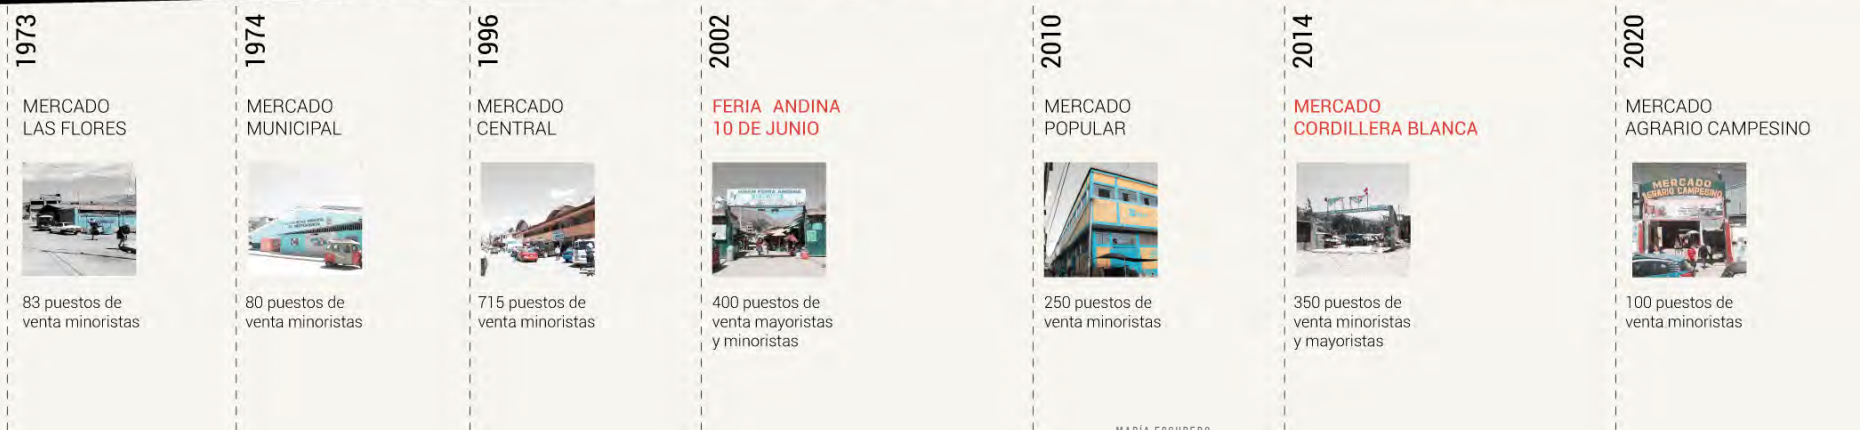 1973
MERCADO
LAS FLORES
83 puestos de
venta minoristas
1974
MERCADO
MUNICIPAL
80 puestos de
venta minoristas
1996
MERCADO
CENTRAL
715 puestos de
venta minoristas
2002
FERIA ANDINA
10 DE JUNIO
400 puestos de
venta mayoristas
y minoristas
2010
MERCADO
POPULAR
250 puestos de
venta minoristas
2014
MERCADO
CORDILLERA BLANCA
350 puestos de
venta minoristas
y mayoristas
2020
MERCADO
AGRARIO CAMPESINO
MERCADO
AGRARIO CAMPESINO
100 puestos de
venta minoristas